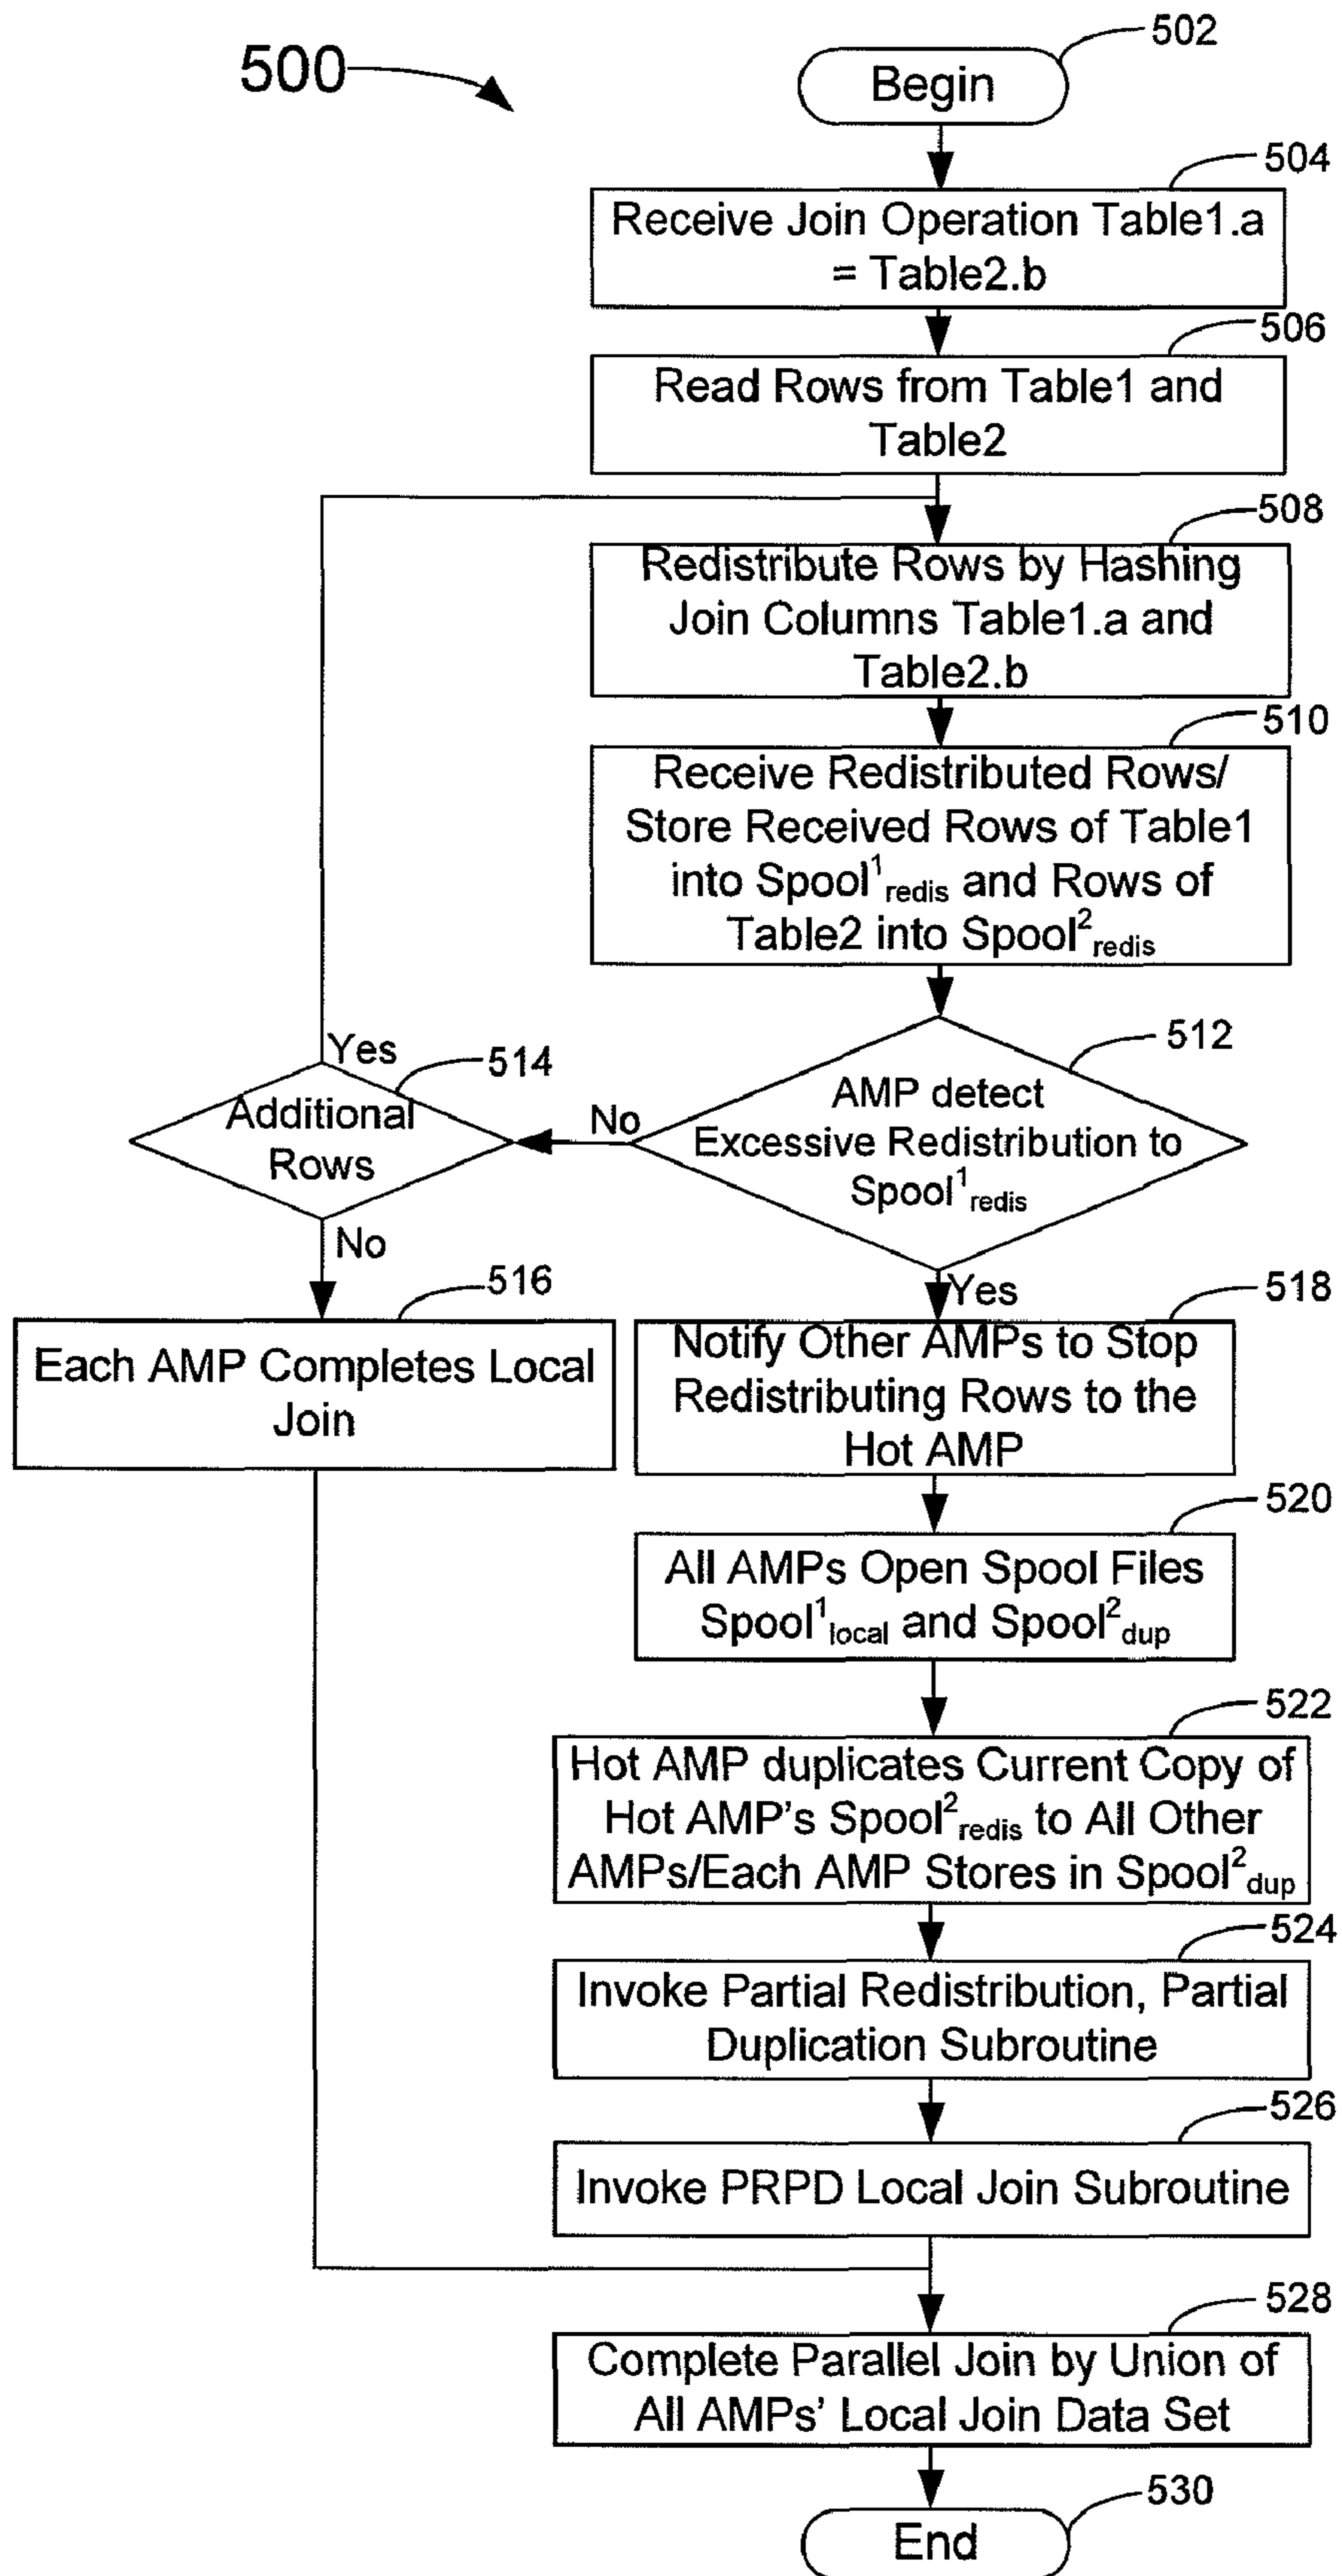 500
502
Begin
504
Receive Join Operation Table1.a
= Table2.b
506
Read Rows from Table1 and
Table2
508
Redistribute Rows by Hashing
Join Columns Table1.a and
Table2.b
510
Receive Redistributed Rows/
Store Received Rows of Table1
into Spool¹redis and Rows of
Table2 into Spool²redis
512
AMP detect
Excessive Redistribution to
Spool¹redis
No
Yes
514
Additional
Rows
Yes
No
516
Each AMP Completes Local
Join
518
Notify Other AMPs to Stop
Redistributing Rows to the
Hot AMP
520
All AMPs Open Spool Files
Spool¹local and Spool²dup
522
Hot AMP duplicates Current Copy of
Hot AMP's Spool²redis to All Other
AMPs/Each AMP Stores in Spool²dup
524
Invoke Partial Redistribution, Partial
Duplication Subroutine
526
Invoke PRPD Local Join Subroutine
528
Complete Parallel Join by Union of
All AMPs' Local Join Data Set
530
End